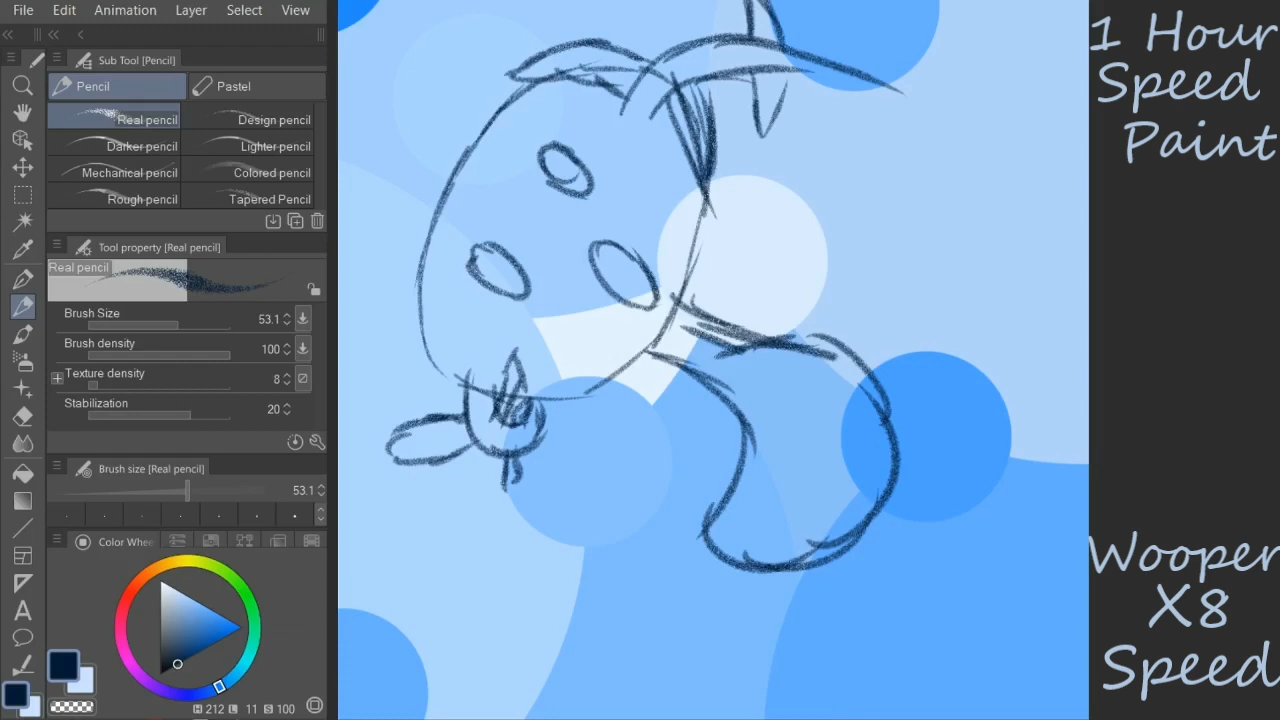 File Edit Animation Layer Select View
Sub Tool [Pencil]
Pencil Pastel
Real pencil Design pencil
Darker pencil Lighter pencil
Mechanical pencil Colored pencil
Rough pencil Tapered Pencil
Tool property [Real pencil]
Real pencil
Brush Size 53.1
Brush density 100
Texture density 8
Stabilization 20
Brush size [Real pencil]
53.1
Color Whee
H 212 L 11 S 100
1 Hour
Speed
Paint
Wooper
X8
Speed